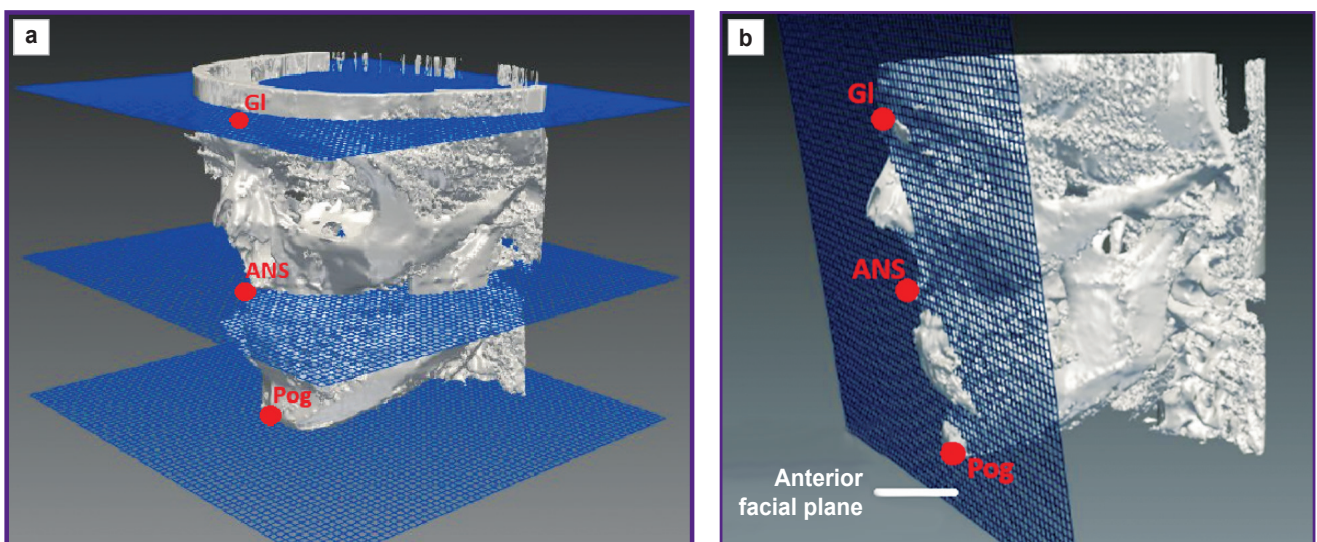 a
Gl
ANS
Pog
b
Gl
ANS
Pog
Anterior
facial plane